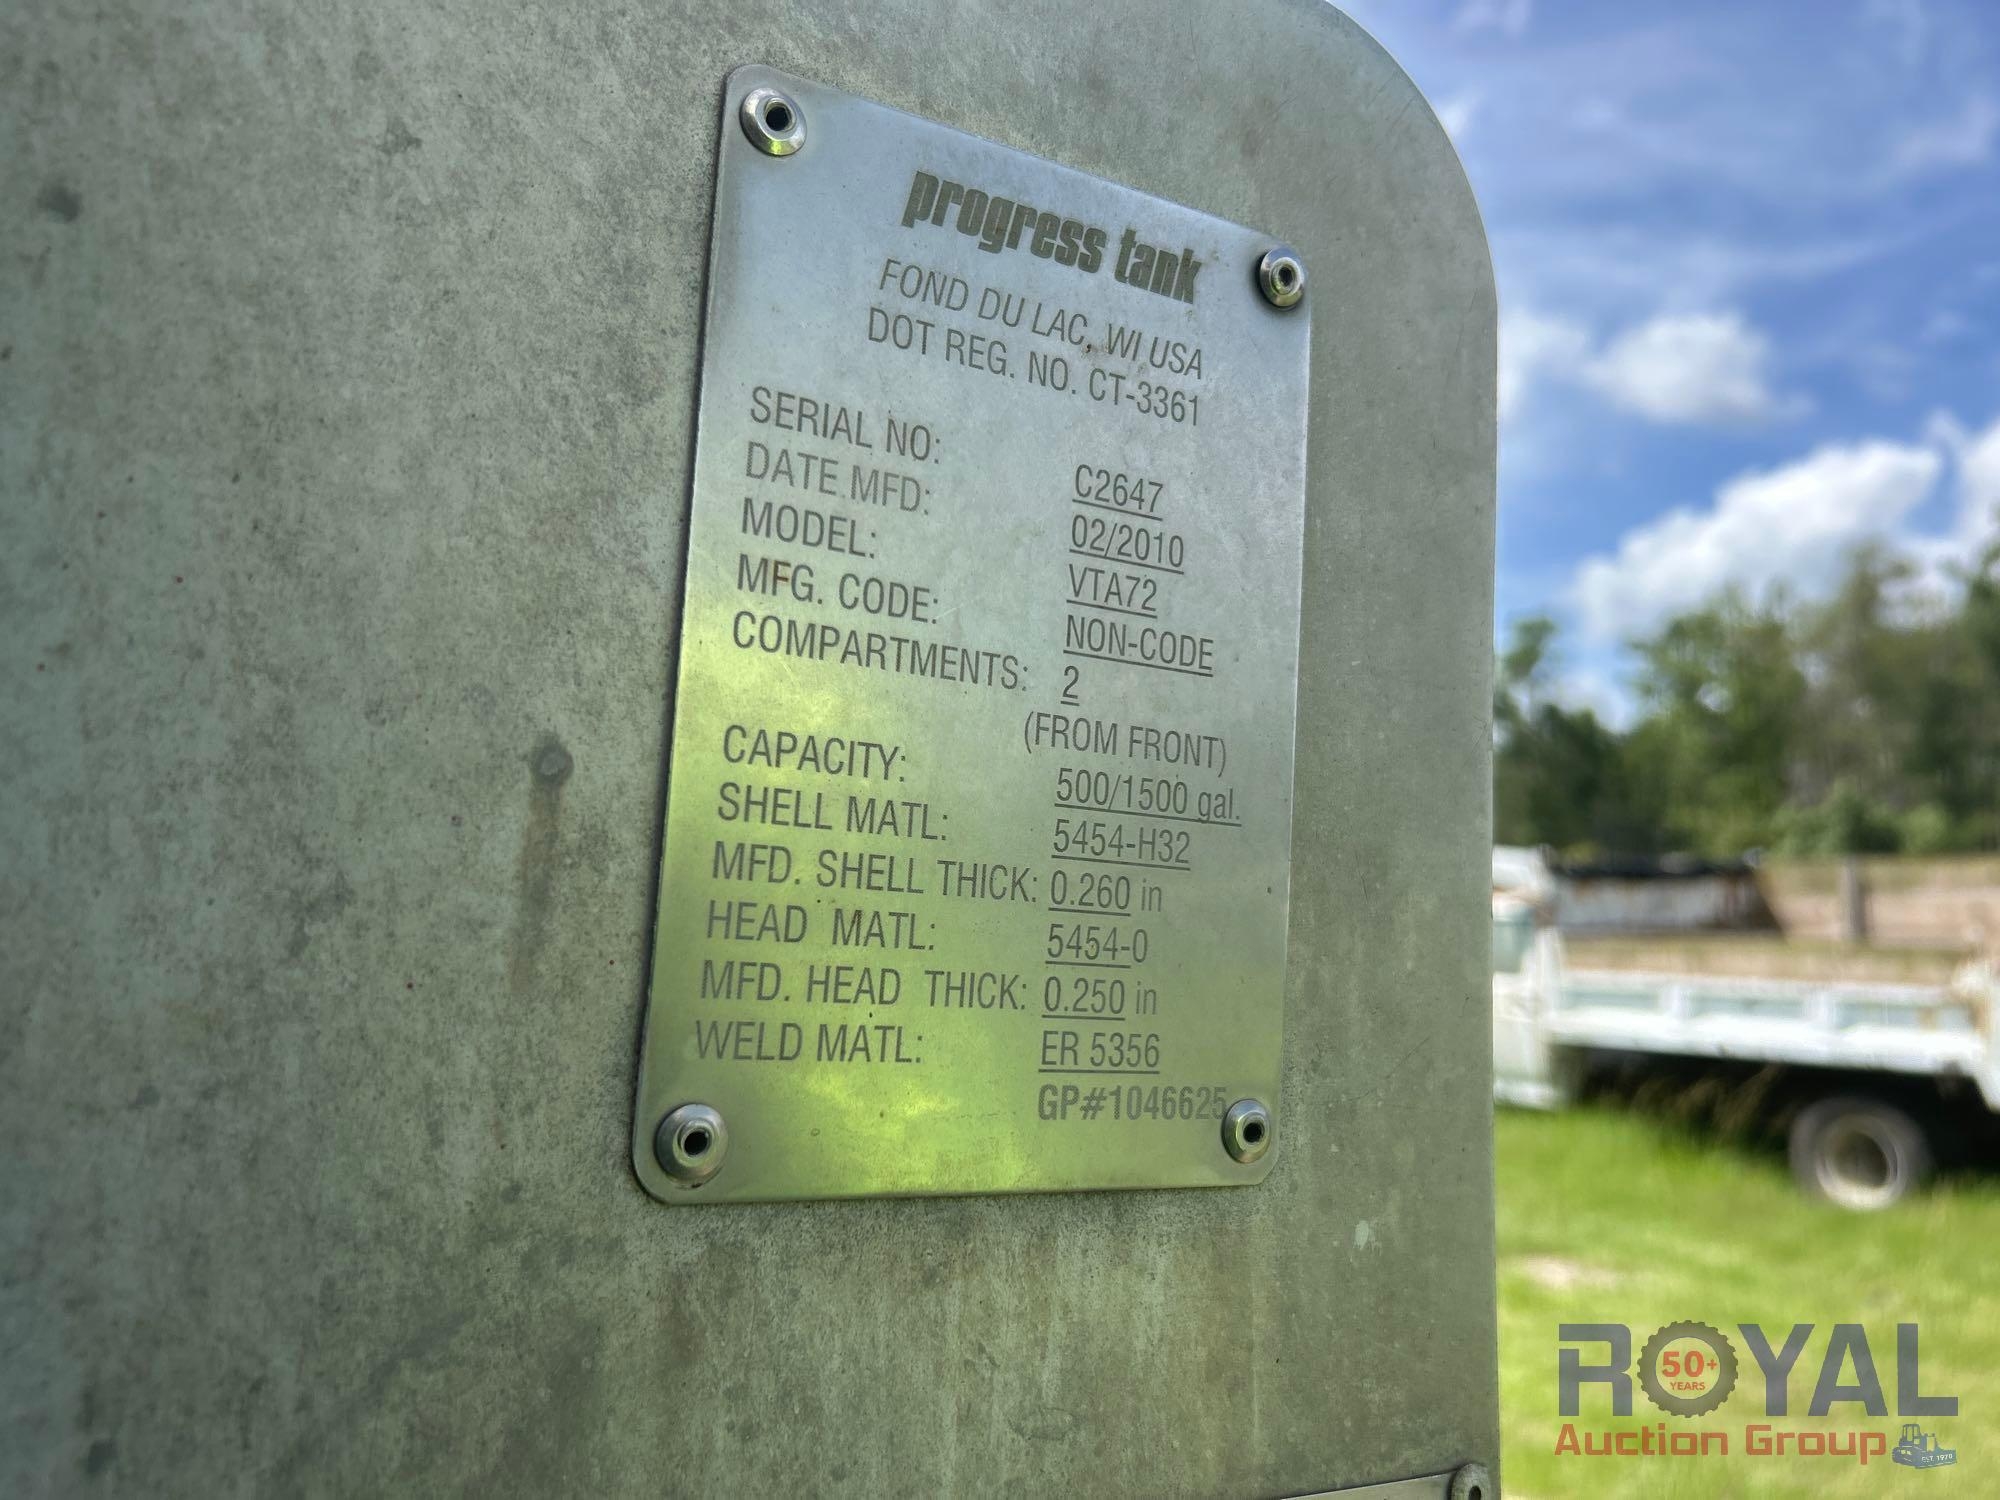 progress tank
FOND DU LAC, WI USA
DOT REG. NO. CT-3361
SERIAL NO: C2647
DATE MFD: 02/2010
MODEL: VTA72
MFG. CODE: NON-CODE
COMPARTMENTS: 2
(FROM FRONT)
CAPACITY: 500/1500 gal.
SHELL MATL: 5454-H32
MFD. SHELL THICK: 0.260 in
HEAD MATL: 5454-0
MFD. HEAD THICK: 0.250 in
WELD MATL: ER 5356
GP#1046625
ROYAL
50+
YEARS
Auction Group
EST. 1970